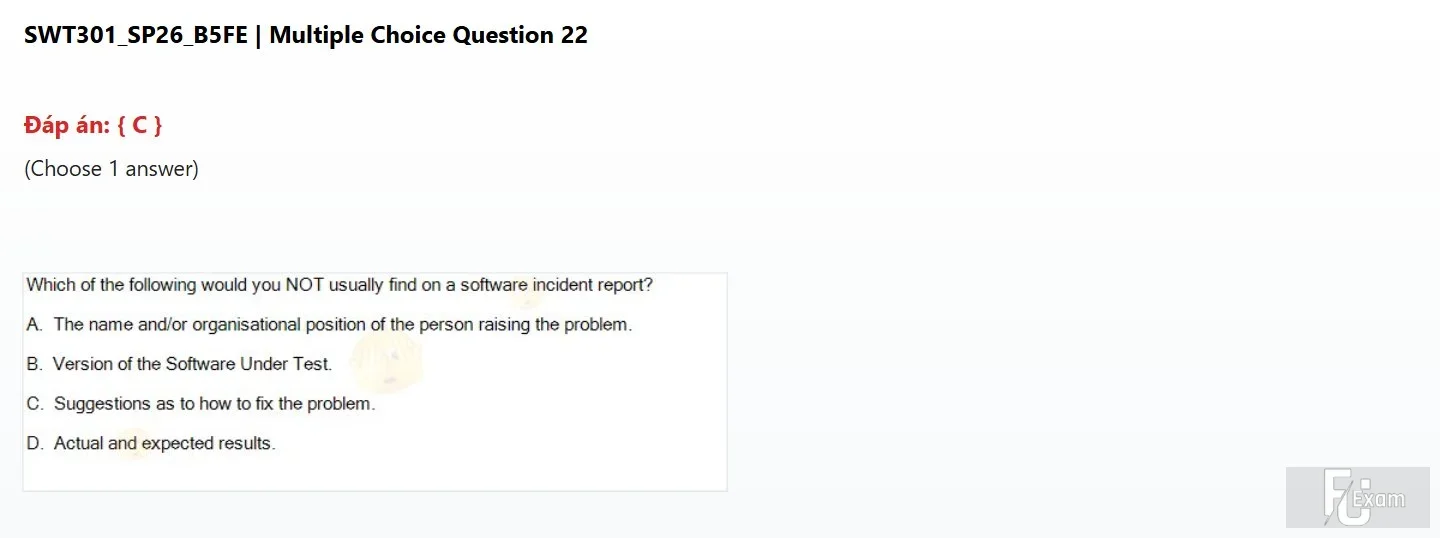 SWT301_SP26_B5FE | Multiple Choice Question 22
Đáp án: { C }
(Choose 1 answer)
Which of the following would you NOT usually find on a software incident report?
A. The name and/or organisational position of the person raising the problem.
B. Version of the Software Under Test.
C. Suggestions as to how to fix the problem.
D. Actual and expected results.
FU Exam